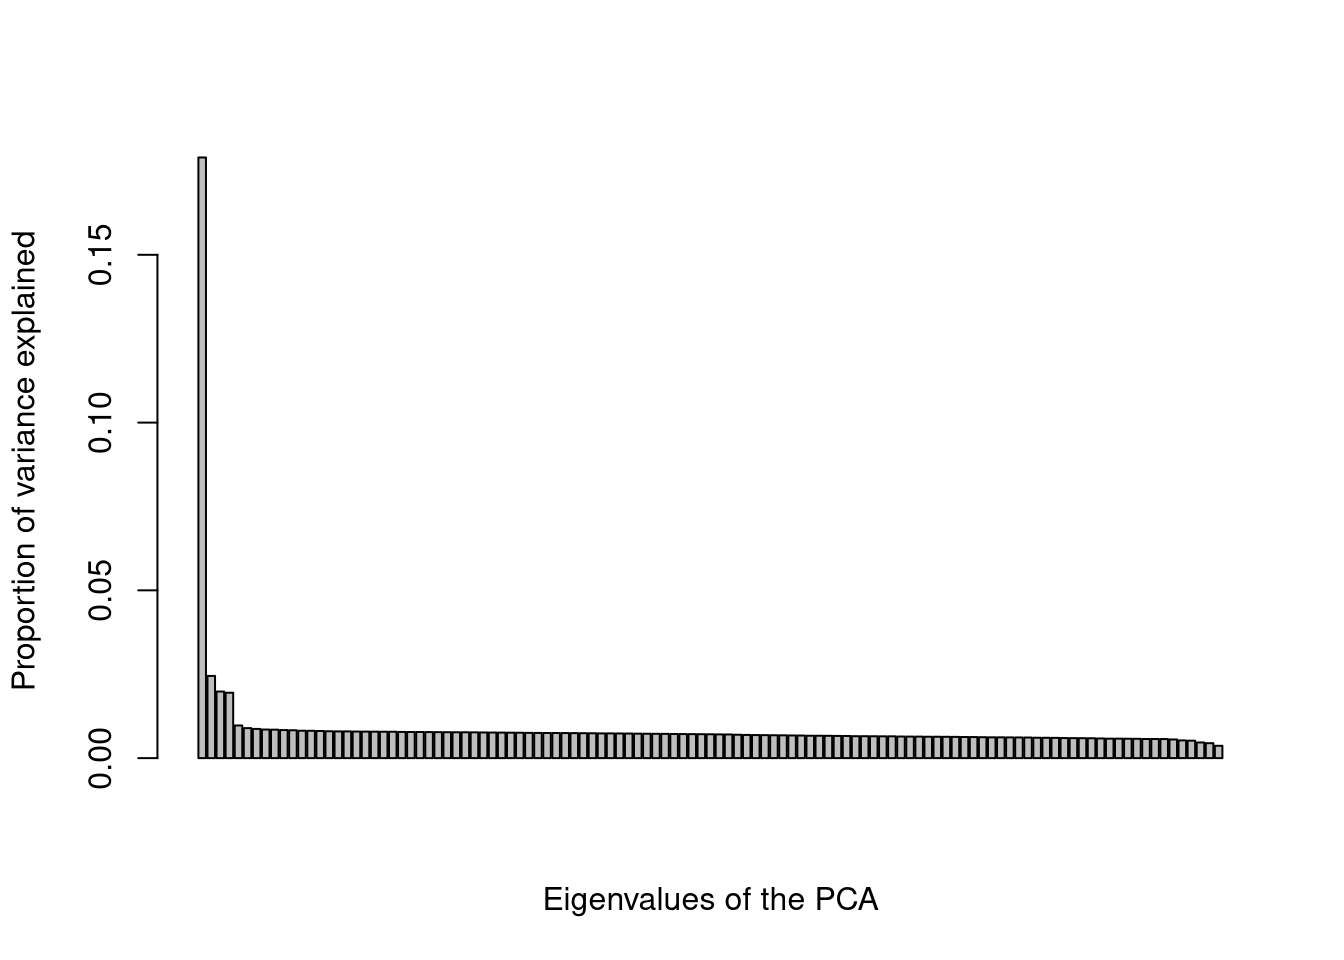 Proportion of variance explained
0.15
0.10
0.05
0.00
Eigenvalues of the PCA